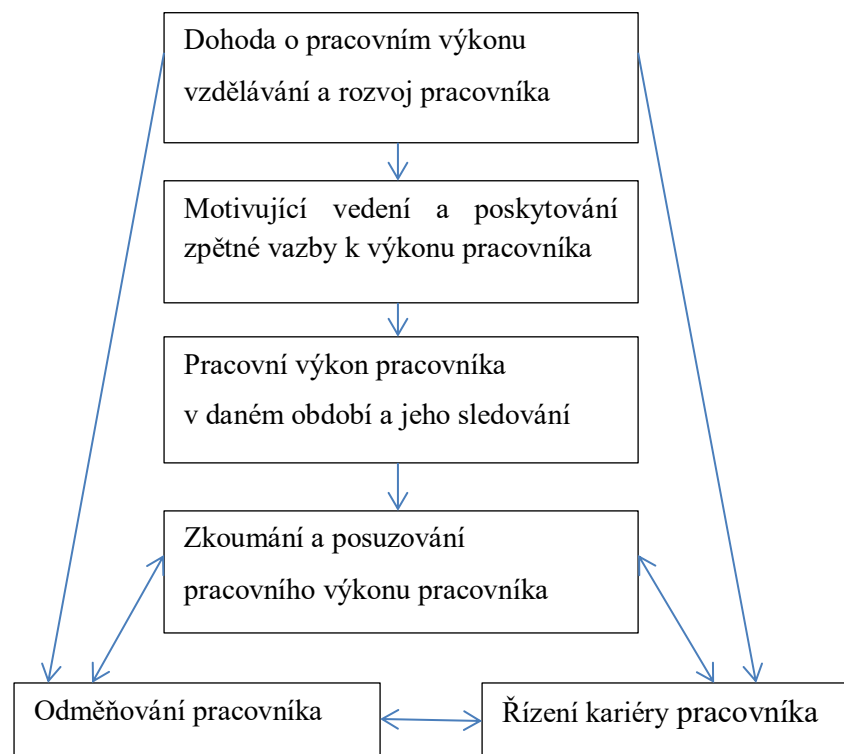 Dohoda o pracovním výkonu
vzdělávání a rozvoj pracovníka
Motivující vedení a poskytování
zpětné vazby k výkonu pracovníka
Pracovní výkon pracovníka
v daném období a jeho sledování
Zkoumání a posuzování
pracovního výkonu pracovníka
Odměňování pracovníka
Řízení kariéry pracovníka